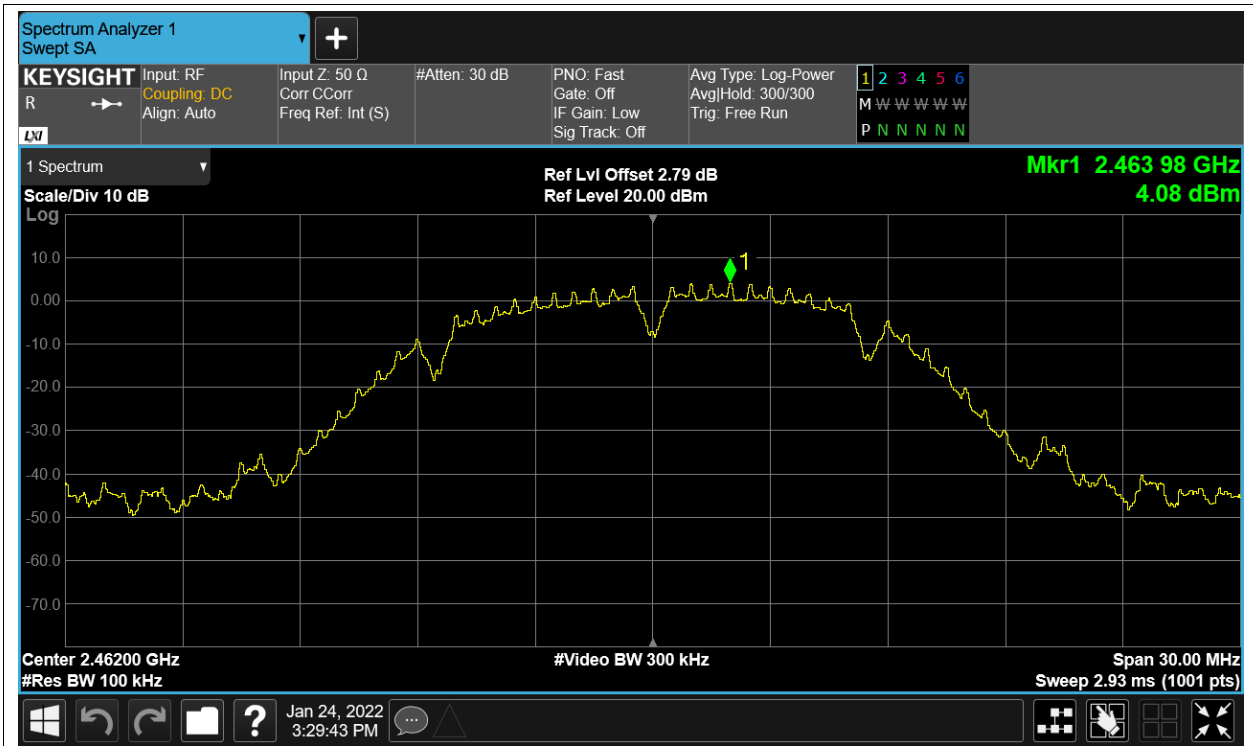 Spectrum Analyzer 1
Swept SA
KEYSIGHT
R
LXI
Input: RF
Coupling: DC
Align: Auto
Input Z: 50 Ω
Corr CCorr
Freq Ref: Int (S)
#Atten: 30 dB
PNO: Fast
Gate: Off
IF Gain: Low
Sig Track: Off
Avg Type: Log-Power
Avg|Hold: 300/300
Trig: Free Run
1 2 3 4 5 6
M W W W W W W
P N N N N N N
1 Spectrum
Scale/Div 10 dB
Ref Lvl Offset 2.79 dB
Ref Level 20.00 dBm
Mkr1 2.463 98 GHz
4.08 dBm
Log
1
10.0
0.00
-10.0
-20.0
-30.0
-40.0
-50.0
-60.0
-70.0
Center 2.46200 GHz
#Video BW 300 kHz
Span 30.00 MHz
#Res BW 100 kHz
Sweep 2.93 ms (1001 pts)
?
Jan 24, 2022
3:29:43 PM